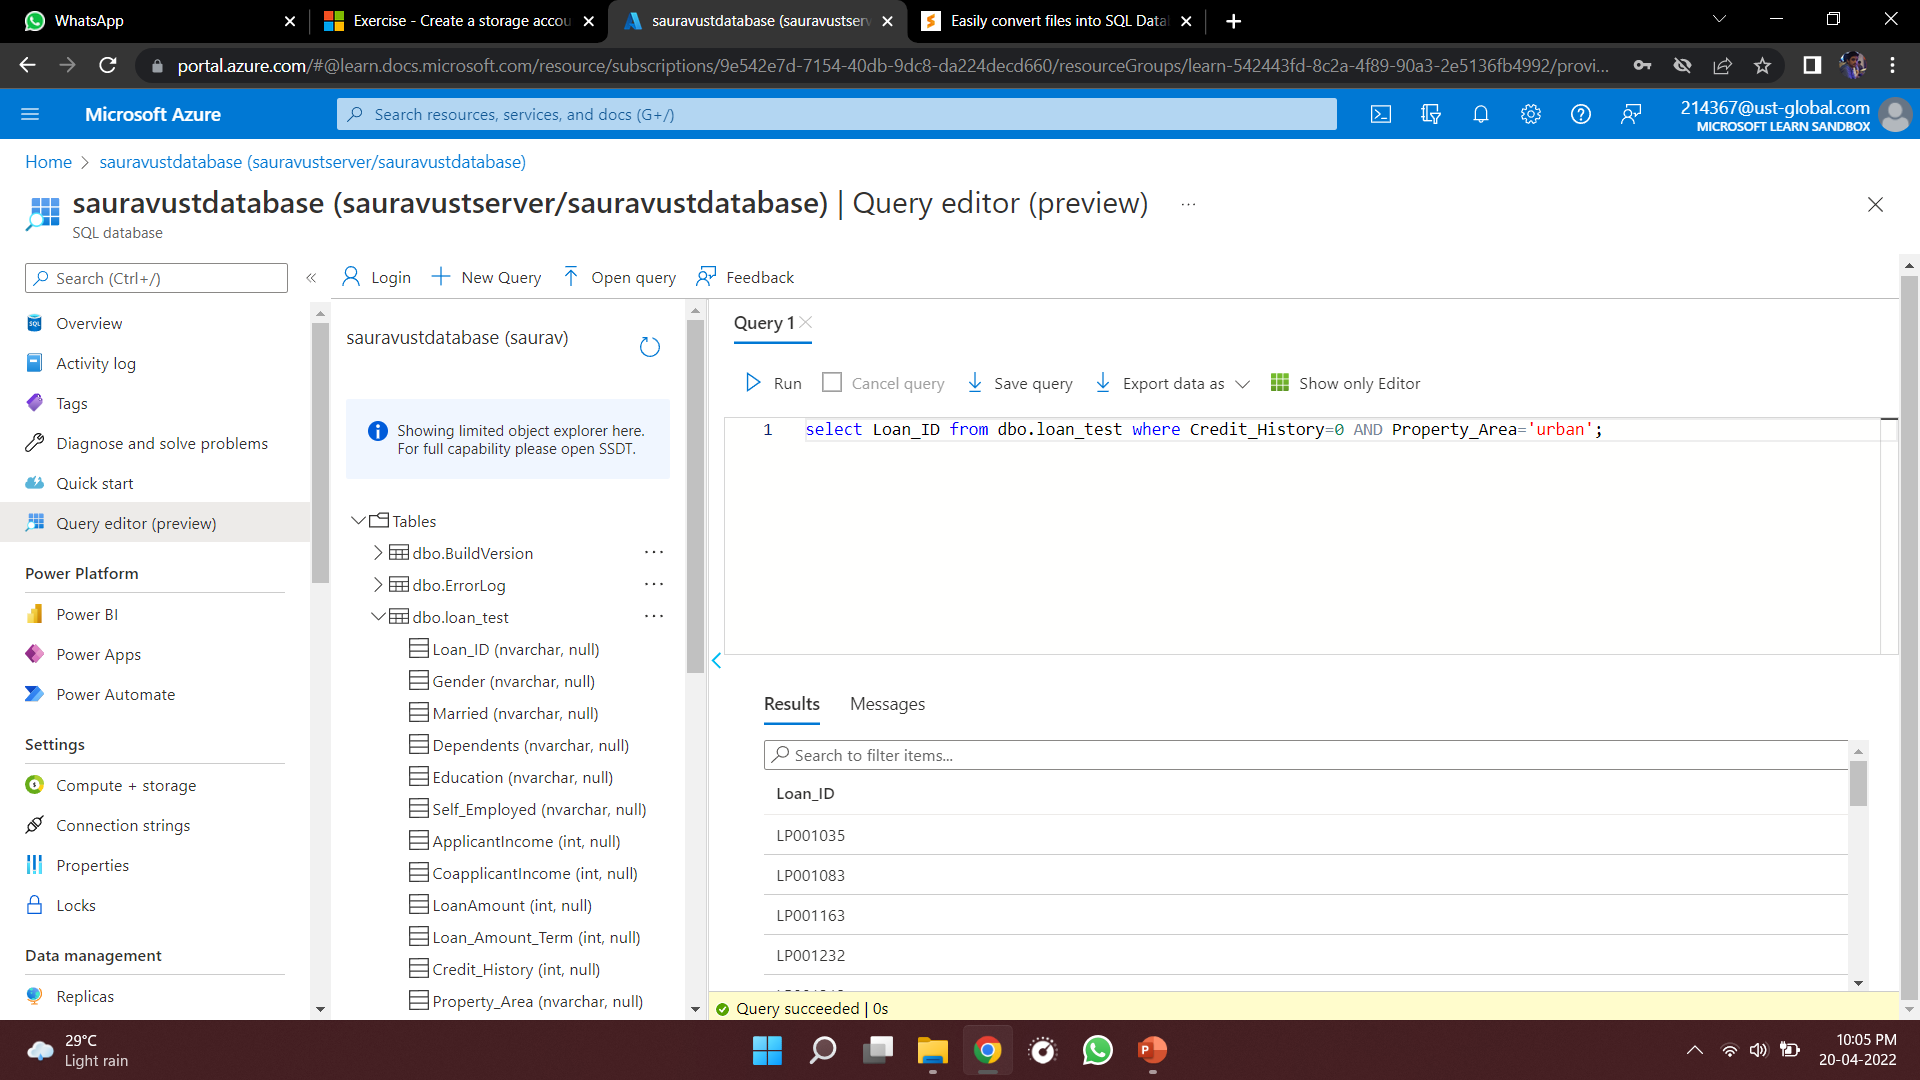 WhatsApp
Exercise - Create a storage accou
sauravustdatabase (sauravustserv
Easily convert files into SQL Data
portal.azure.com/#@learn.docs.microsoft.com/resource/subscriptions/9e542e7d-7154-40db-9dc8-da224decd660/resourceGroups/learn-542443fd-8c2a-4f89-90a3-2e5136fb4992/provi...
Microsoft Azure
Search resources, services, and docs (G+/)
214367@ust-global.com
MICROSOFT LEARN SANDBOX
Home > sauravustdatabase (sauravustserver/sauravustdatabase)
sauravustdatabase (sauravustserver/sauravustdatabase) | Query editor (preview) ...
SQL database
Search (Ctrl+/)
Overview
Activity log
Tags
Diagnose and solve problems
Quick start
Query editor (preview)
Power Platform
Power BI
Power Apps
Power Automate
Settings
Compute + storage
Connection strings
Properties
Locks
Data management
Replicas
Login
New Query
Open query
Feedback
sauravustdatabase (saurav)
Showing limited object explorer here.
For full capability please open SSDT.
Tables
dbo.BuildVersion
dbo.ErrorLog
dbo.loan_test
Loan_ID (nvarchar, null)
Gender (nvarchar, null)
Married (nvarchar, null)
Dependents (nvarchar, null)
Education (nvarchar, null)
Self_Employed (nvarchar, null)
ApplicantIncome (int, null)
CoapplicantIncome (int, null)
LoanAmount (int, null)
Loan_Amount_Term (int, null)
Credit_History (int, null)
Property_Area (nvarchar, null)
Query 1
Run
Cancel query
Save query
Export data as
Show only Editor
1 select Loan_ID from dbo.loan_test where Credit_History=0 AND Property_Area='urban';
Results
Messages
Search to filter items...
Loan_ID
LP001035
LP001083
LP001163
LP001232
Query succeeded | 0s
29°C
Light rain
10:05 PM
20-04-2022